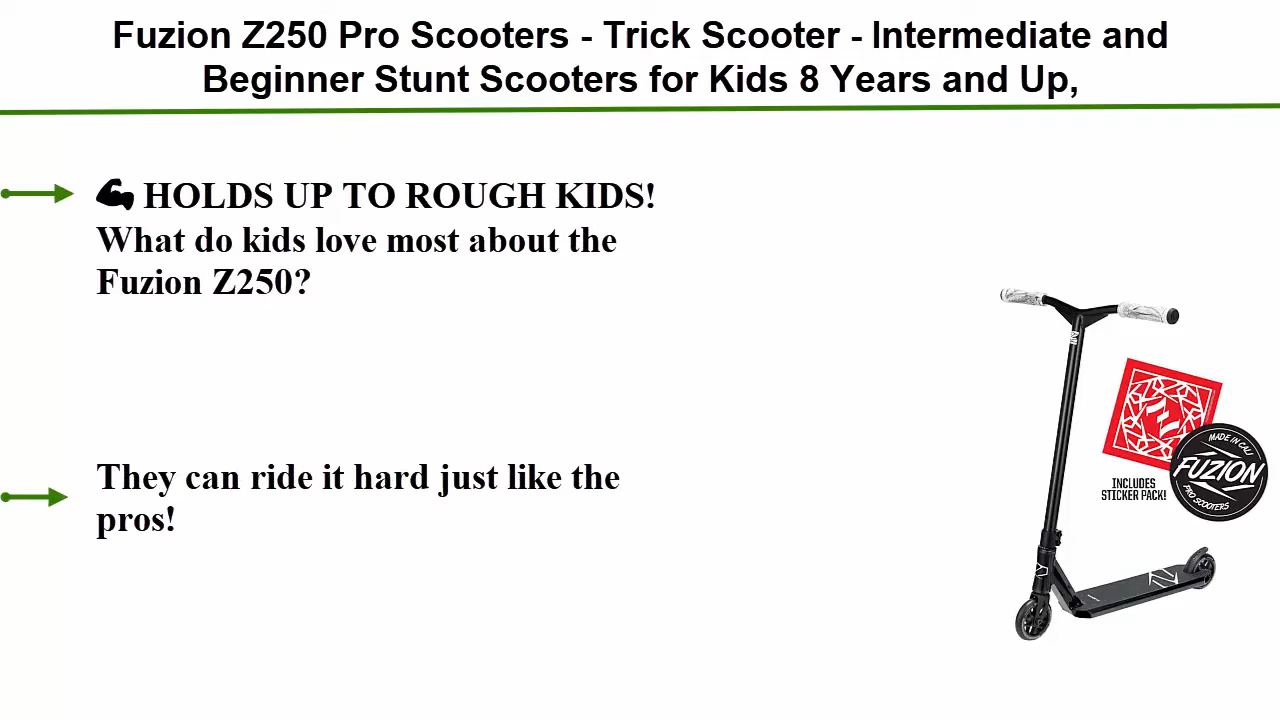 Fuzion Z250 Pro Scooters - Trick Scooter - Intermediate and
Beginner Stunt Scooters for Kids 8 Years and Up,
💪 HOLDS UP TO ROUGH KIDS!
What do kids love most about the
Fuzion Z250?
They can ride it hard just like the
pros!
INCLUDES
STICKER PACK!
MADE IN CALI
FUZION
PRO SCOOTERS